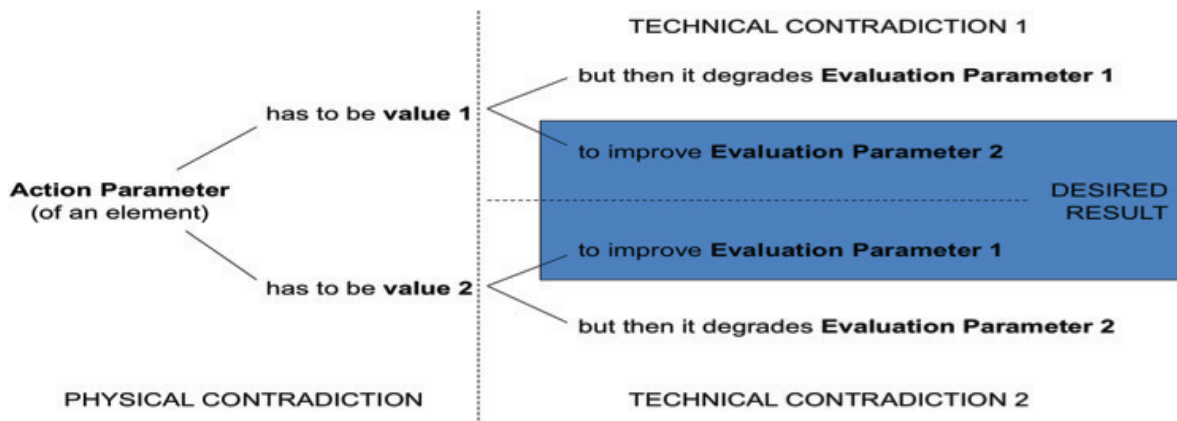 TECHNICAL CONTRADICTION 1
but then it degrades Evaluation Parameter 1
has to be value 1
to improve Evaluation Parameter 2
Action Parameter
(of an element)
DESIRED
RESULT
to improve Evaluation Parameter 1
has to be value 2
but then it degrades Evaluation Parameter 2
PHYSICAL CONTRADICTION
TECHNICAL CONTRADICTION 2